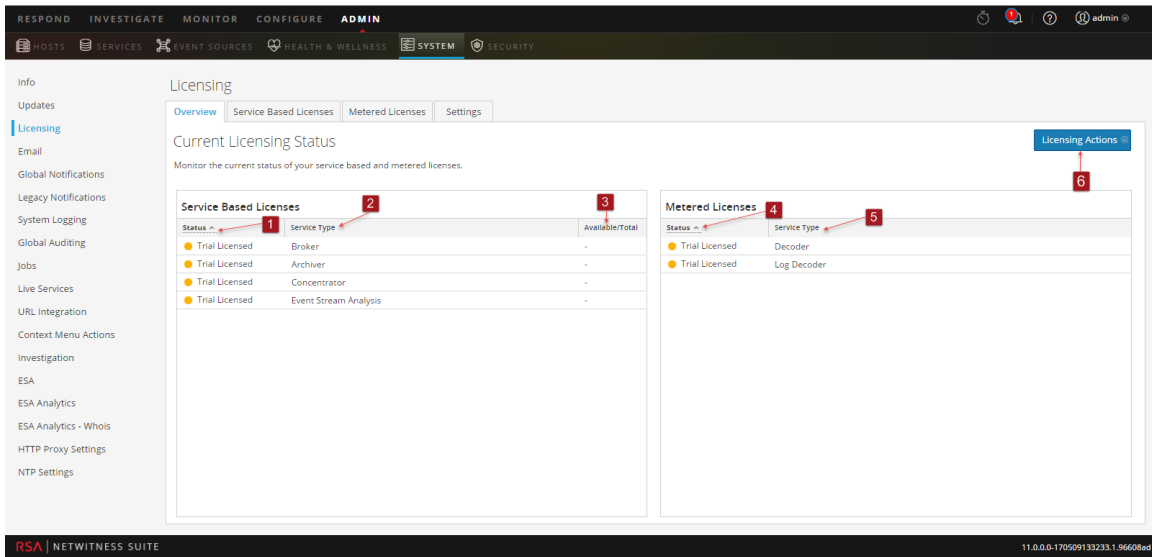 RESPOND INVESTIGATE MONITOR CONFIGURE ADMIN
1
admin
HOSTS SERVICES EVENT SOURCES HEALTH & WELLNESS SYSTEM SECURITY
Info
Updates
Licensing
Email
Global Notifications
Legacy Notifications
System Logging
Global Auditing
Jobs
Live Services
URL Integration
Context Menu Actions
Investigation
ESA
ESA Analytics
ESA Analytics - Whois
HTTP Proxy Settings
NTP Settings
Licensing
Overview Service Based Licenses Metered Licenses Settings
Current Licensing Status
Licensing Actions
6
Monitor the current status of your service based and metered licenses.
Service Based Licenses
2
3
Status 1 Service Type Available/Total
Trial Licensed Broker -
Trial Licensed Archiver -
Trial Licensed Concentrator -
Trial Licensed Event Stream Analysis -
Metered Licenses
4
5
Status Service Type
Trial Licensed Decoder
Trial Licensed Log Decoder
RSA NETWITNESS SUITE
11.0.0.0-170509133233.1.96608ad